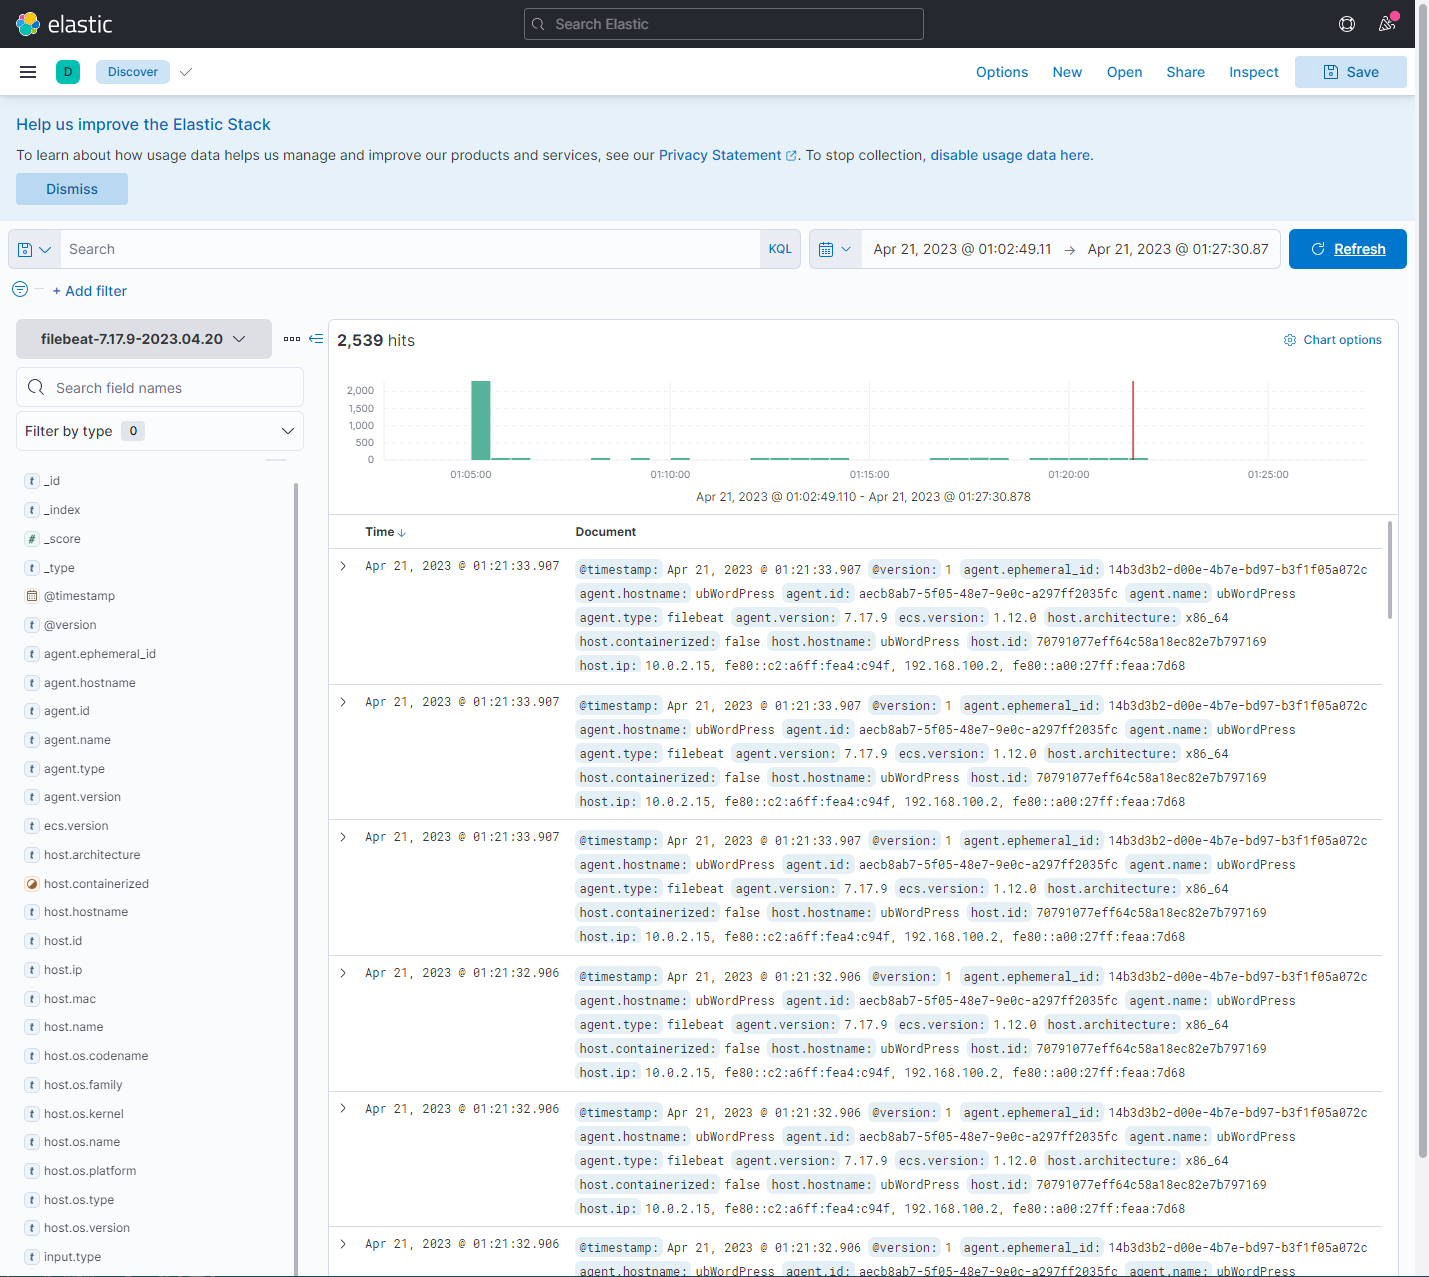 elastic
Search Elastic
D
Discover
Options New Open Share Inspect Save
Help us improve the Elastic Stack
To learn about how usage data helps us manage and improve our products and services, see our Privacy Statement. To stop collection, disable usage data here.
Dismiss
Search
KQL
Apr 21, 2023 @ 01:02:49.11 → Apr 21, 2023 @ 01:27:30.87
Refresh
+ Add filter
filebeat-7.17.9-2023.04.20
Search field names
Filter by type 0
t _id
t _index
# _score
t _type
@timestamp
t @version
t agent.ephemeral_id
t agent.hostname
t agent.id
t agent.name
t agent.type
t agent.version
t ecs.version
t host.architecture
host.containerized
t host.hostname
t host.id
t host.ip
t host.mac
t host.name
t host.os.codename
t host.os.family
t host.os.kernel
t host.os.name
t host.os.platform
t host.os.type
t host.os.version
t input.type
2,539 hits
Chart options
2,000
1,500
1,000
500
0
01:05:00 01:10:00 01:15:00 01:20:00 01:25:00
Apr 21, 2023 @ 01:02:49.110 - Apr 21, 2023 @ 01:27:30.878
Time Document
Apr 21, 2023 @ 01:21:33.907 @timestamp: Apr 21, 2023 @ 01:21:33.907 @version: 1 agent.ephemeral_id: 14b3d3b2-d00e-4b7e-bd97-b3f1f05a072c
agent.hostname: ubWordPress agent.id: aecb8ab7-5f05-48e7-9e0c-a297ff2035fc agent.name: ubWordPress
agent.type: filebeat agent.version: 7.17.9 ecs.version: 1.12.0 host.architecture: x86_64
host.containerized: false host.hostname: ubWordPress host.id: 70791077eff64c58a18ec82e7b797169
host.ip: 10.0.2.15, fe80::c2:a6ff:fea4:c94f, 192.168.100.2, fe80::a00:27ff:feaa:7d68
Apr 21, 2023 @ 01:21:33.907 @timestamp: Apr 21, 2023 @ 01:21:33.907 @version: 1 agent.ephemeral_id: 14b3d3b2-d00e-4b7e-bd97-b3f1f05a072c
agent.hostname: ubWordPress agent.id: aecb8ab7-5f05-48e7-9e0c-a297ff2035fc agent.name: ubWordPress
agent.type: filebeat agent.version: 7.17.9 ecs.version: 1.12.0 host.architecture: x86_64
host.containerized: false host.hostname: ubWordPress host.id: 70791077eff64c58a18ec82e7b797169
host.ip: 10.0.2.15, fe80::c2:a6ff:fea4:c94f, 192.168.100.2, fe80::a00:27ff:feaa:7d68
Apr 21, 2023 @ 01:21:33.907 @timestamp: Apr 21, 2023 @ 01:21:33.907 @version: 1 agent.ephemeral_id: 14b3d3b2-d00e-4b7e-bd97-b3f1f05a072c
agent.hostname: ubWordPress agent.id: aecb8ab7-5f05-48e7-9e0c-a297ff2035fc agent.name: ubWordPress
agent.type: filebeat agent.version: 7.17.9 ecs.version: 1.12.0 host.architecture: x86_64
host.containerized: false host.hostname: ubWordPress host.id: 70791077eff64c58a18ec82e7b797169
host.ip: 10.0.2.15, fe80::c2:a6ff:fea4:c94f, 192.168.100.2, fe80::a00:27ff:feaa:7d68
Apr 21, 2023 @ 01:21:32.906 @timestamp: Apr 21, 2023 @ 01:21:32.906 @version: 1 agent.ephemeral_id: 14b3d3b2-d00e-4b7e-bd97-b3f1f05a072c
agent.hostname: ubWordPress agent.id: aecb8ab7-5f05-48e7-9e0c-a297ff2035fc agent.name: ubWordPress
agent.type: filebeat agent.version: 7.17.9 ecs.version: 1.12.0 host.architecture: x86_64
host.containerized: false host.hostname: ubWordPress host.id: 70791077eff64c58a18ec82e7b797169
host.ip: 10.0.2.15, fe80::c2:a6ff:fea4:c94f, 192.168.100.2, fe80::a00:27ff:feaa:7d68
Apr 21, 2023 @ 01:21:32.906 @timestamp: Apr 21, 2023 @ 01:21:32.906 @version: 1 agent.ephemeral_id: 14b3d3b2-d00e-4b7e-bd97-b3f1f05a072c
agent.hostname: ubWordPress agent.id: aecb8ab7-5f05-48e7-9e0c-a297ff2035fc agent.name: ubWordPress
agent.type: filebeat agent.version: 7.17.9 ecs.version: 1.12.0 host.architecture: x86_64
host.containerized: false host.hostname: ubWordPress host.id: 70791077eff64c58a18ec82e7b797169
host.ip: 10.0.2.15, fe80::c2:a6ff:fea4:c94f, 192.168.100.2, fe80::a00:27ff:feaa:7d68
Apr 21, 2023 @ 01:21:32.906 @timestamp: Apr 21, 2023 @ 01:21:32.906 @version: 1 agent.ephemeral_id: 14b3d3b2-d00e-4b7e-bd97-b3f1f05a072c
agent.hostname: ubWordPress agent.id: aecb8ab7-5f05-48e7-9e0c-a297ff2035fc agent.name: ubWordPress